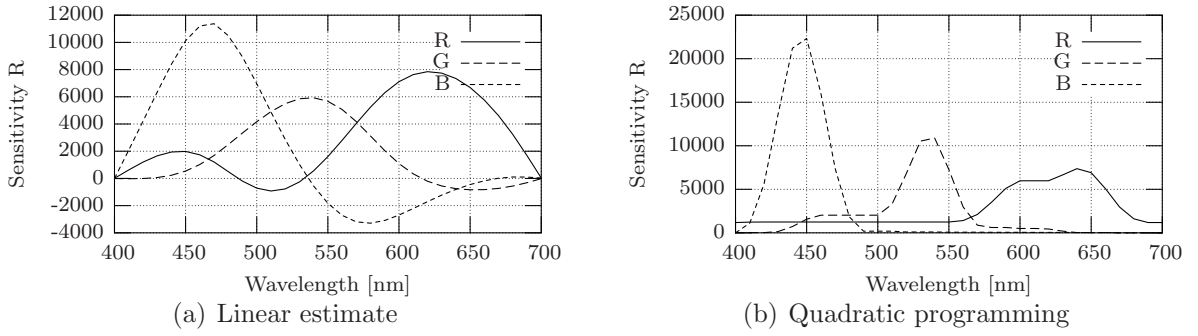 Sensitivity R
12000
10000
8000
6000
4000
2000
0
-2000
-4000
R
G
B
400 450 500 550 600 650 700
Wavelength [nm]
(a) Linear estimate
Sensitivity R
25000
20000
15000
10000
5000
0
R
G
B
400 450 500 550 600 650 700
Wavelength [nm]
(b) Quadratic programming